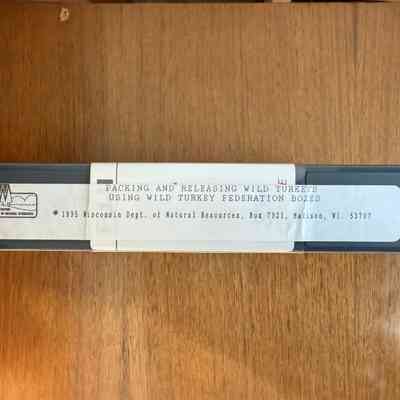 PACKING AND RELEASING WILD TURKEYS
USING WILD TURKEY FEDERATION BOXES
© 1995 Wisconsin Dept. of Natural Resources, Box 7921, Madison, WI. 53707